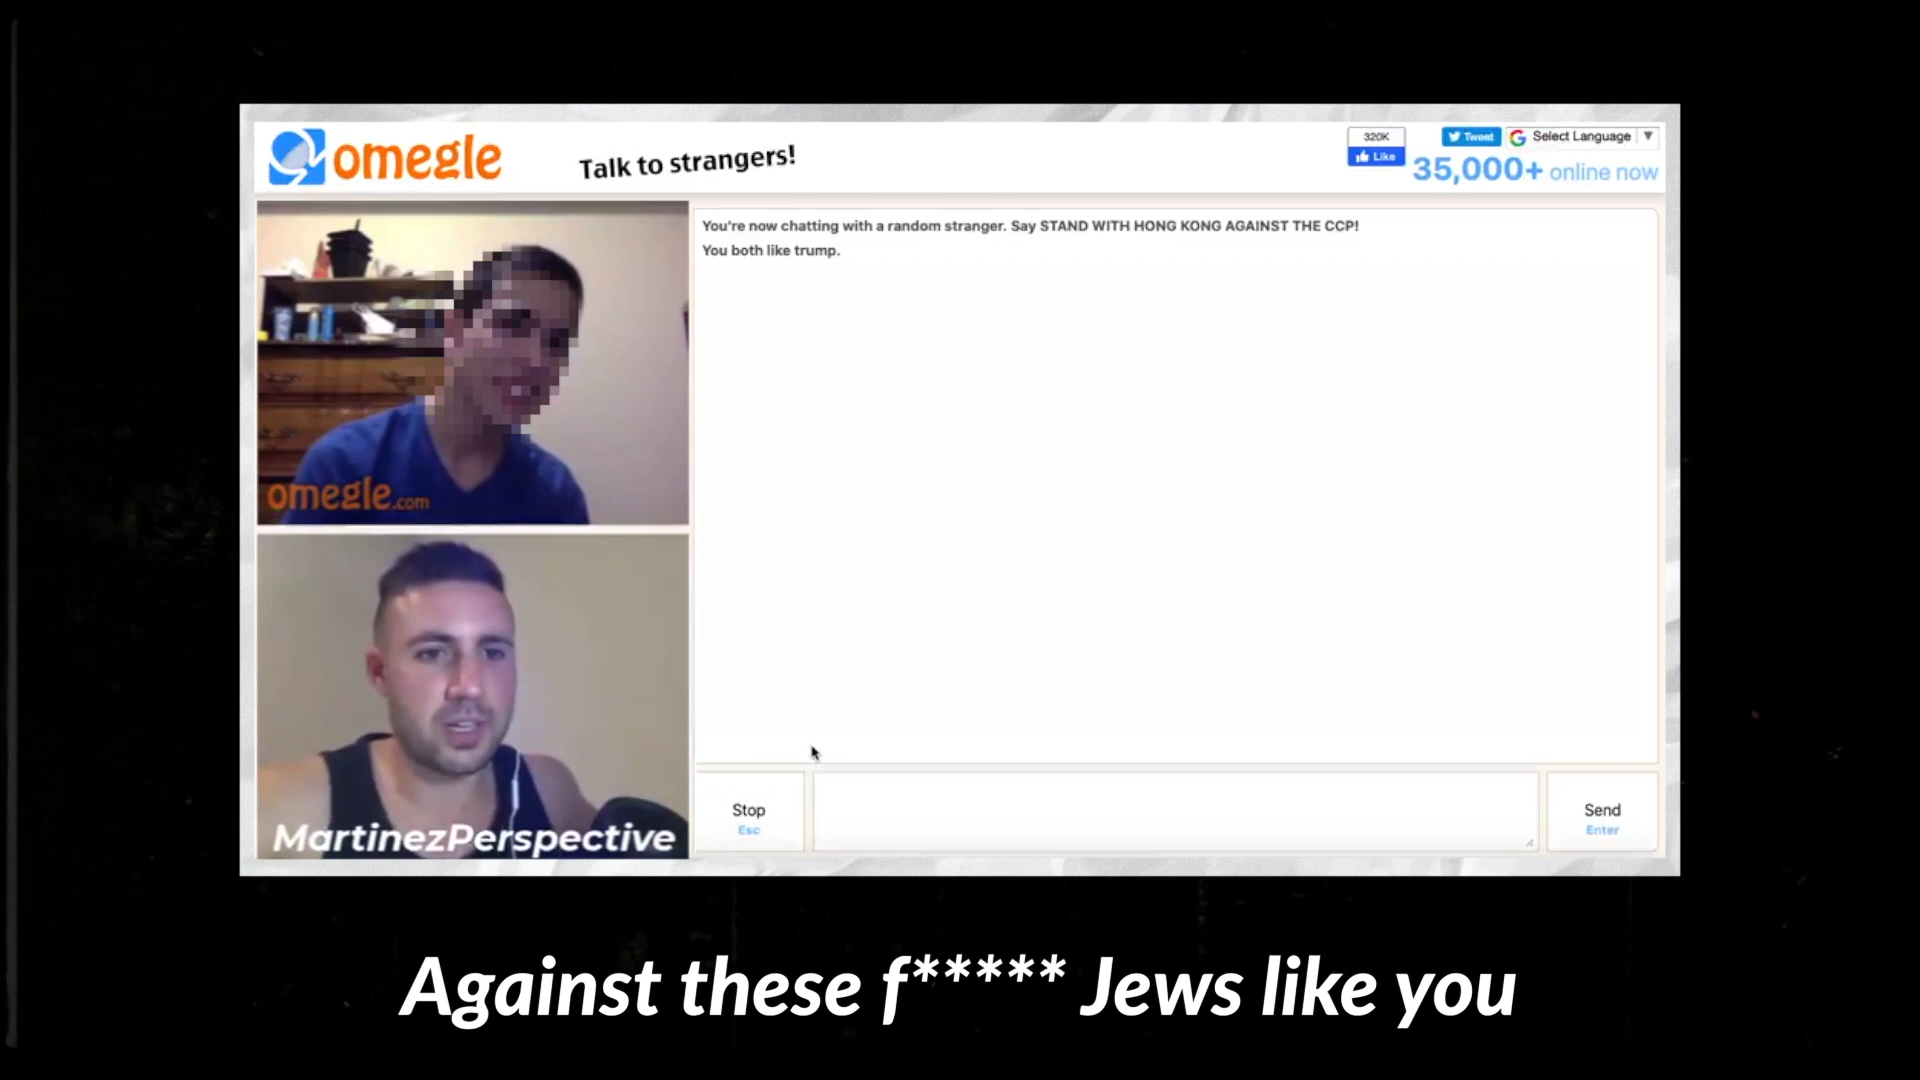 omegle
Talk to strangers!
320K
Like
Tweet
Select Language
35,000+ online now
You're now chatting with a random stranger. Say STAND WITH HONG KONG AGAINST THE CCP!
You both like trump.
omegle.com
MartinezPerspective
Stop
Esc
Send
Enter
Against these f***** Jews like you